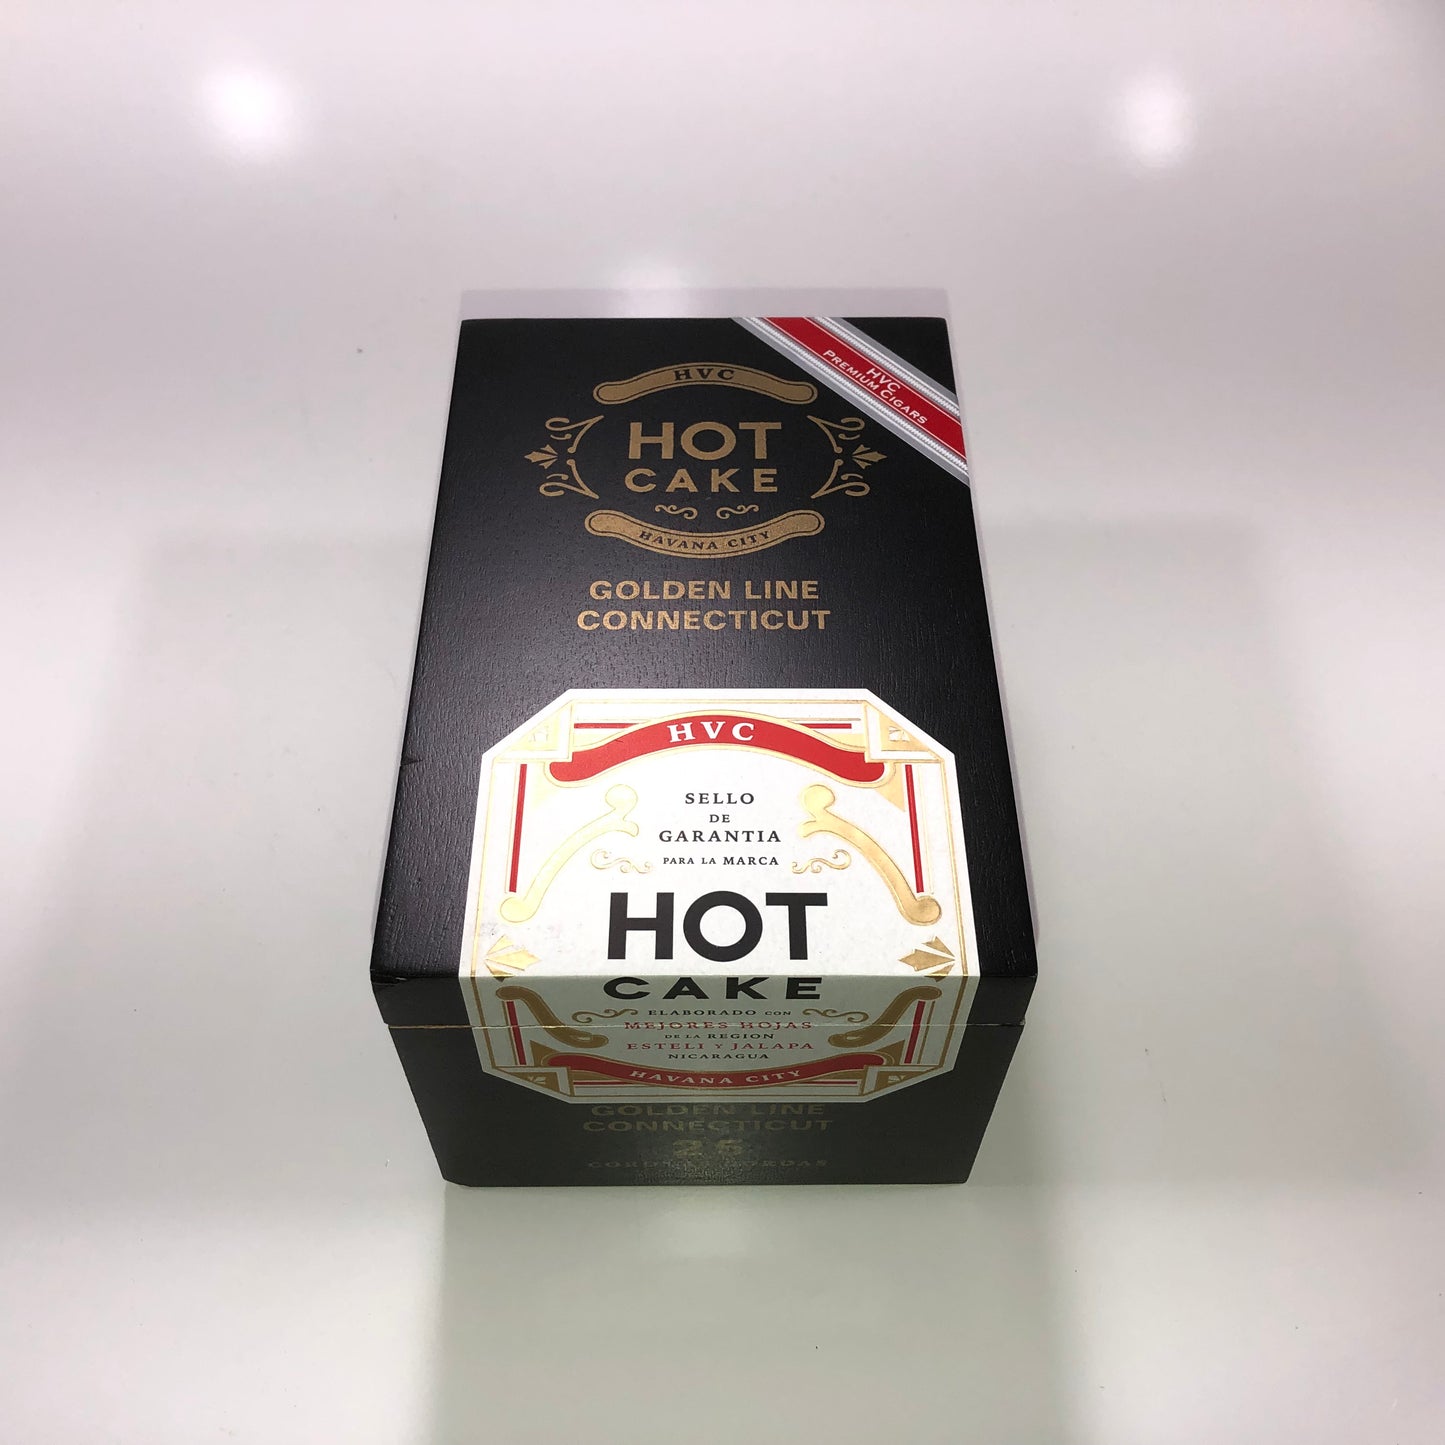 HVC
PREMIUM CIGARS
HVC
HOT
CAKE
HAVANA CITY
GOLDEN LINE
CONNECTICUT
HVC
SELLO
DE
GARANTIA
PARA LA MARCA
HOT
CAKE
ELABORADO CON
MEJORES HOJAS
DE LA REGION
ESTELI Y JALAPA
NICARAGUA
HAVANA CITY
GOLDEN LINE
CONNECTICUT
25